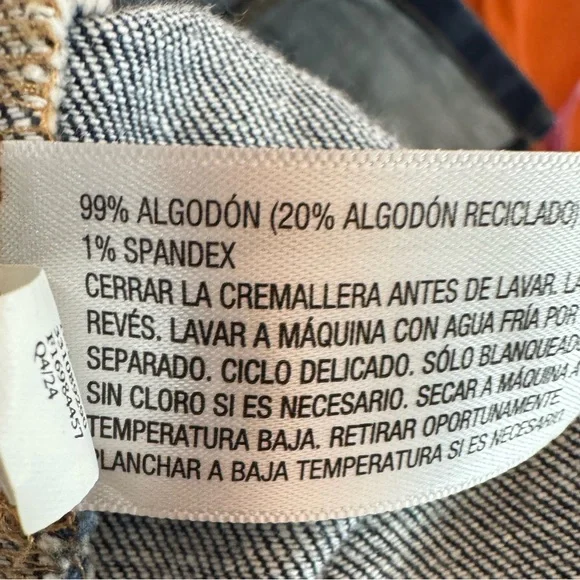 99% ALGODÓN (20% ALGODÓN RECICLADO)
1% SPANDEX
CERRAR LA CREMALLERA ANTES DE LAVAR.
REVÉS. LAVAR A MÁQUINA CON AGUA FRÍA POR
SEPARADO. CICLO DELICADO. SÓLO BLANQUEAD
SIN CLORO SI ES NECESARIO. SECAR A MÁQUINA A
TEMPERATURA BAJA. RETIRAR OPORTUNAMENTE
PLANCHAR A BAJA TEMPERATURA SI ES NECESARIO.
Q4/24